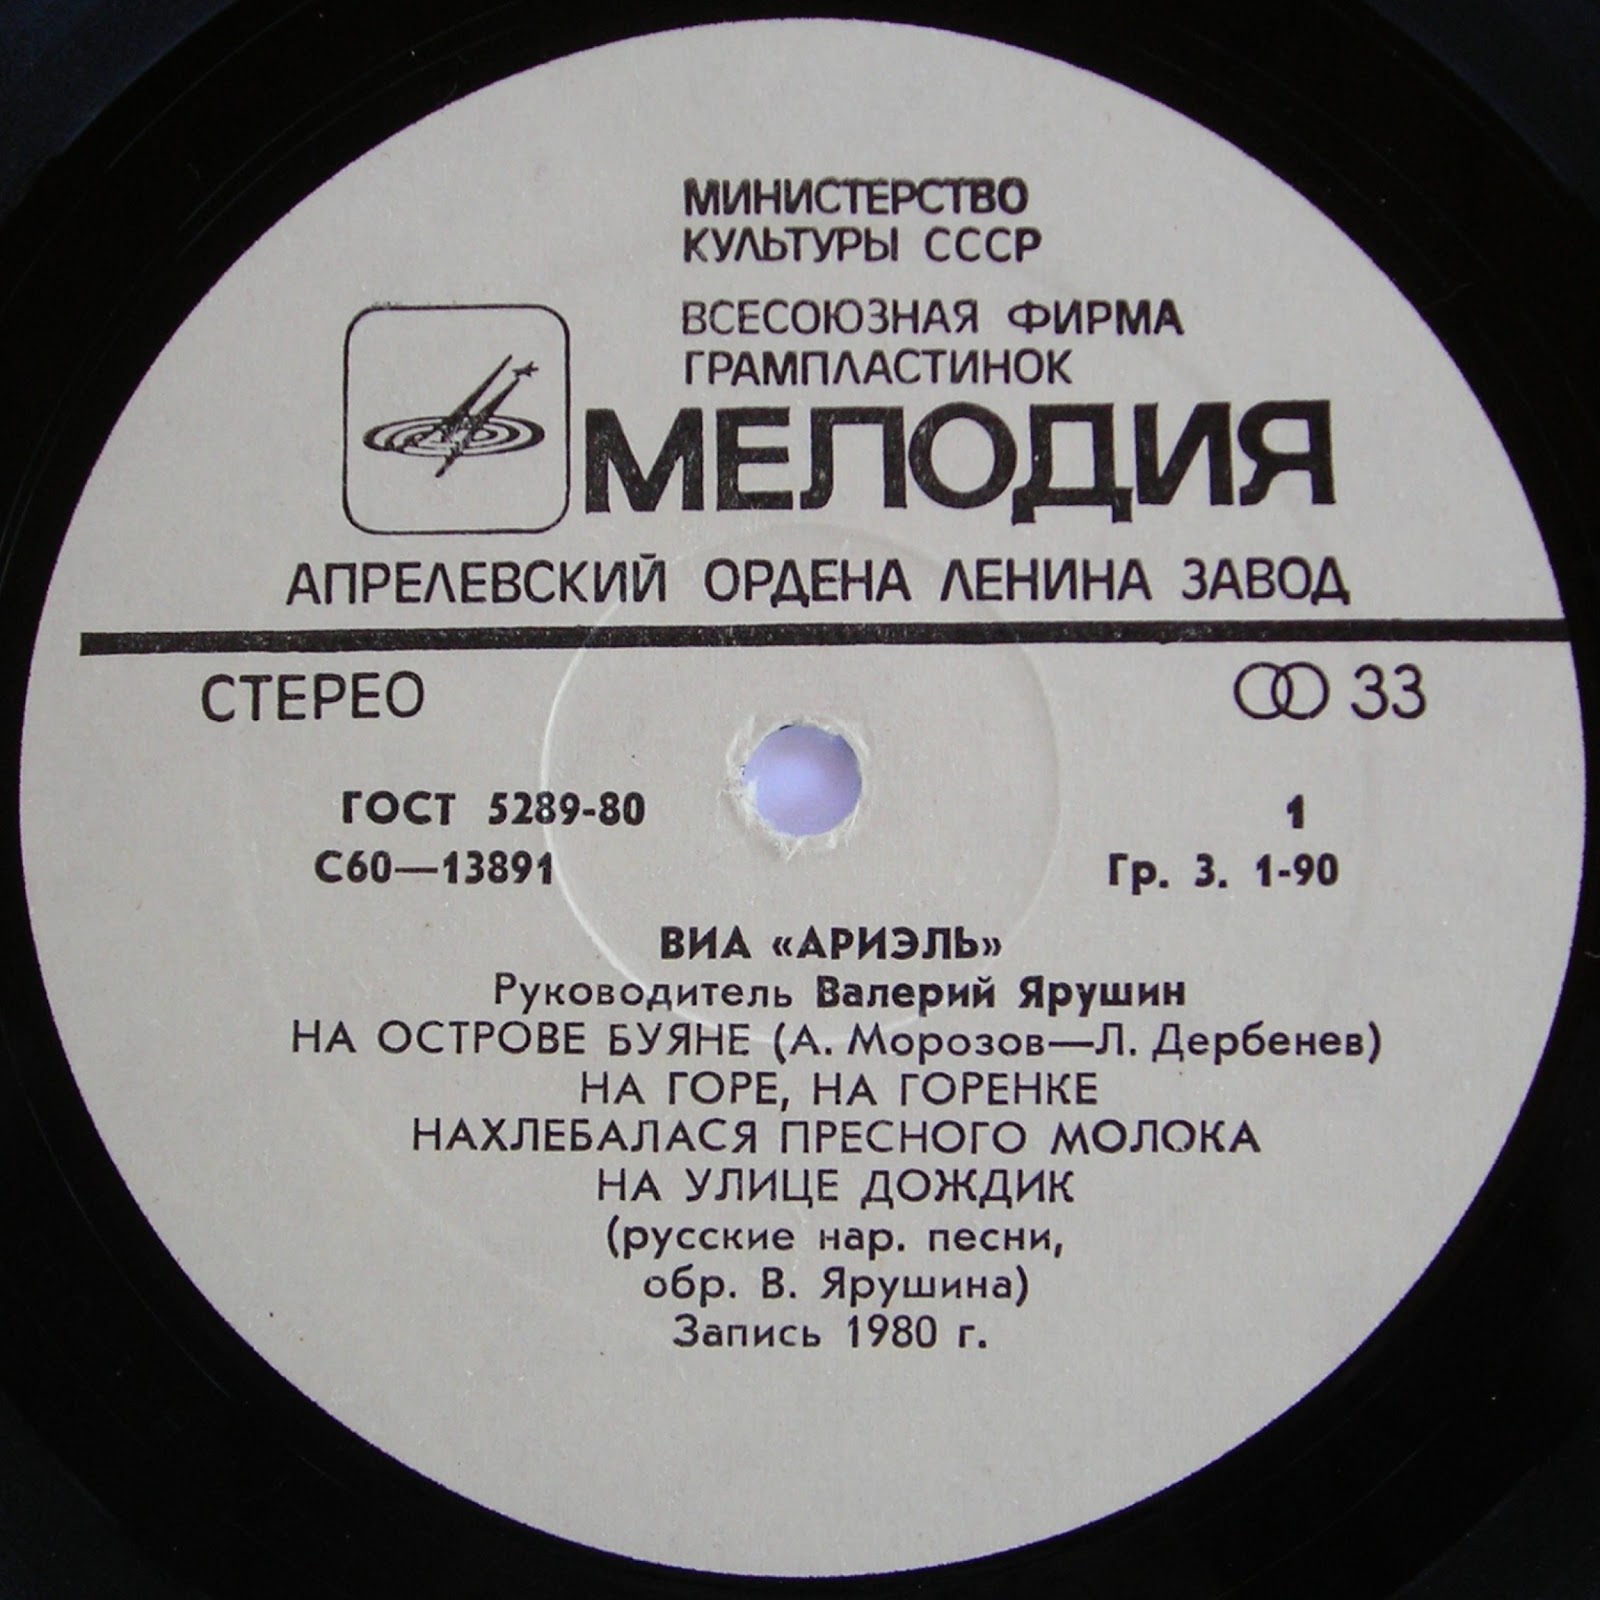 МИНИСТЕРСТВО
КУЛЬТУРЫ СССР
ВСЕСОЮЗНАЯ ФИРМА
ГРАМПЛАСТИНОК
МЕЛОДИЯ
АПРЕЛЕВСКИЙ ОРДЕНА ЛЕНИНА ЗАВОД
СТЕРЕО 33
ГОСТ 5289-80 1
С60—13891 Гр. 3. 1-90
ВИА «АРИЭЛЬ»
Руководитель Валерий Ярушин
НА ОСТРОВЕ БУЯНЕ (А. Морозов—Л. Дербенев)
НА ГОРЕ, НА ГОРЕНКЕ
НАХЛЕБАЛАСЯ ПРЕСНОГО МОЛОКА
НА УЛИЦЕ ДОЖДИК
(русские нар. песни,
обр. В. Ярушина)
Запись 1980 г.